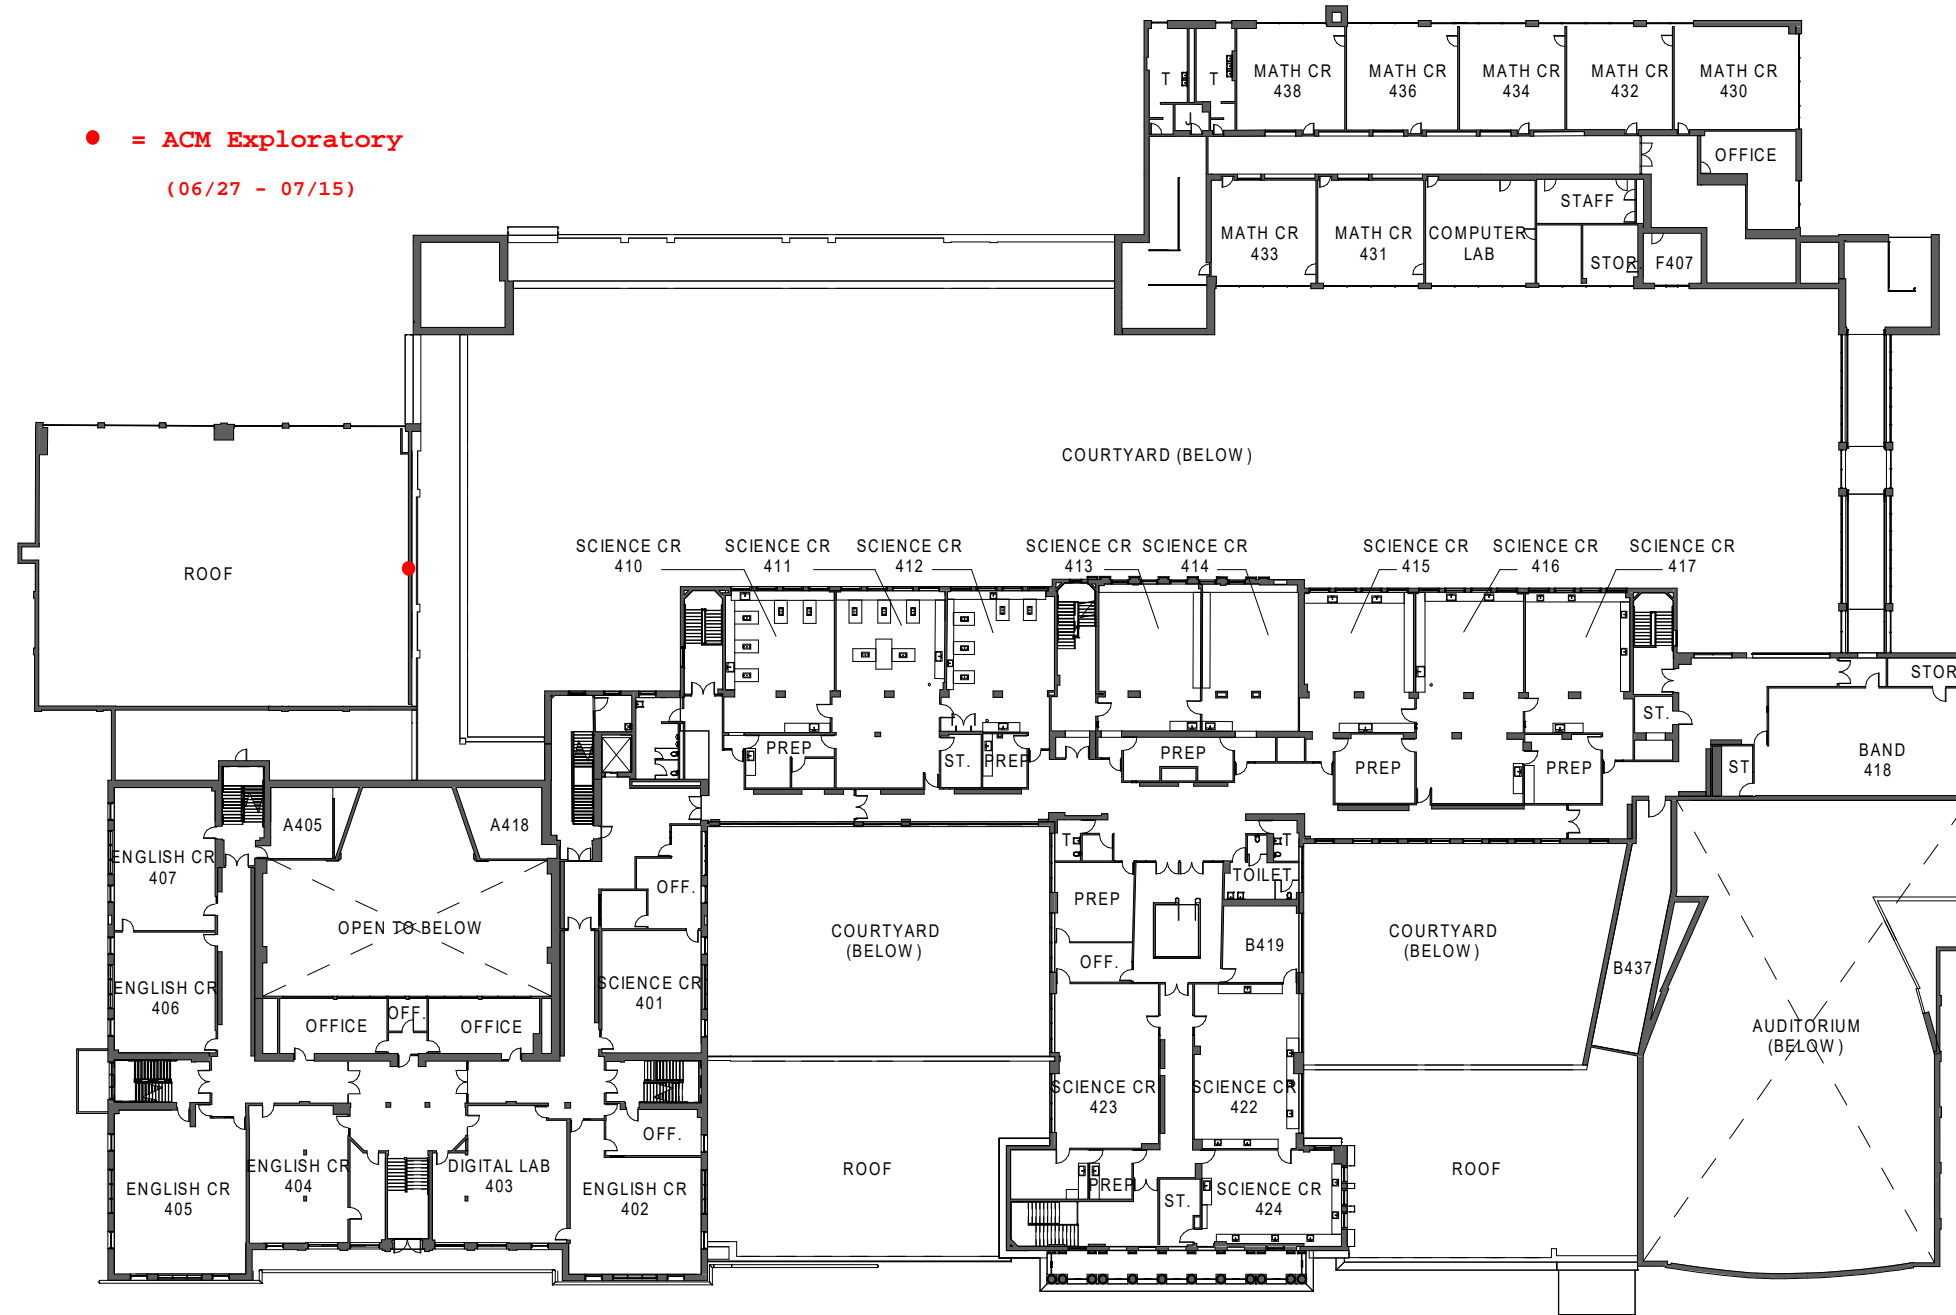 = ACM Exploratory
(06/27 - 07/15)
T
T
MATH CR
438
MATH CR
436
MATH CR
434
MATH CR
432
MATH CR
430
OFFICE
STAFF
MATH CR
433
MATH CR
431
COMPUTER
LAB
STOR.
F407
COURTYARD (BELOW)
ROOF
SCIENCE CR
410
SCIENCE CR
411
SCIENCE CR
412
SCIENCE CR
413
SCIENCE CR
414
SCIENCE CR
415
SCIENCE CR
416
SCIENCE CR
417
STOR
ST.
PREP
ST.
PREP
PREP
PREP
PREP
ST
BAND
418
A405
A418
ENGLISH CR
407
OFF.
T
T
TOILET
PREP
OPEN TO BELOW
COURTYARD
(BELOW)
B419
COURTYARD
(BELOW)
OFF.
B437
ENGLISH CR
406
SCIENCE CR
401
OFFICE
OFF.
OFFICE
AUDITORIUM
(BELOW)
SCIENCE CR
423
SCIENCE CR
422
OFF.
ENGLISH CR
405
ENGLISH CR
404
DIGITAL LAB
403
ENGLISH CR
402
ROOF
PREP
ST.
SCIENCE CR
424
ROOF